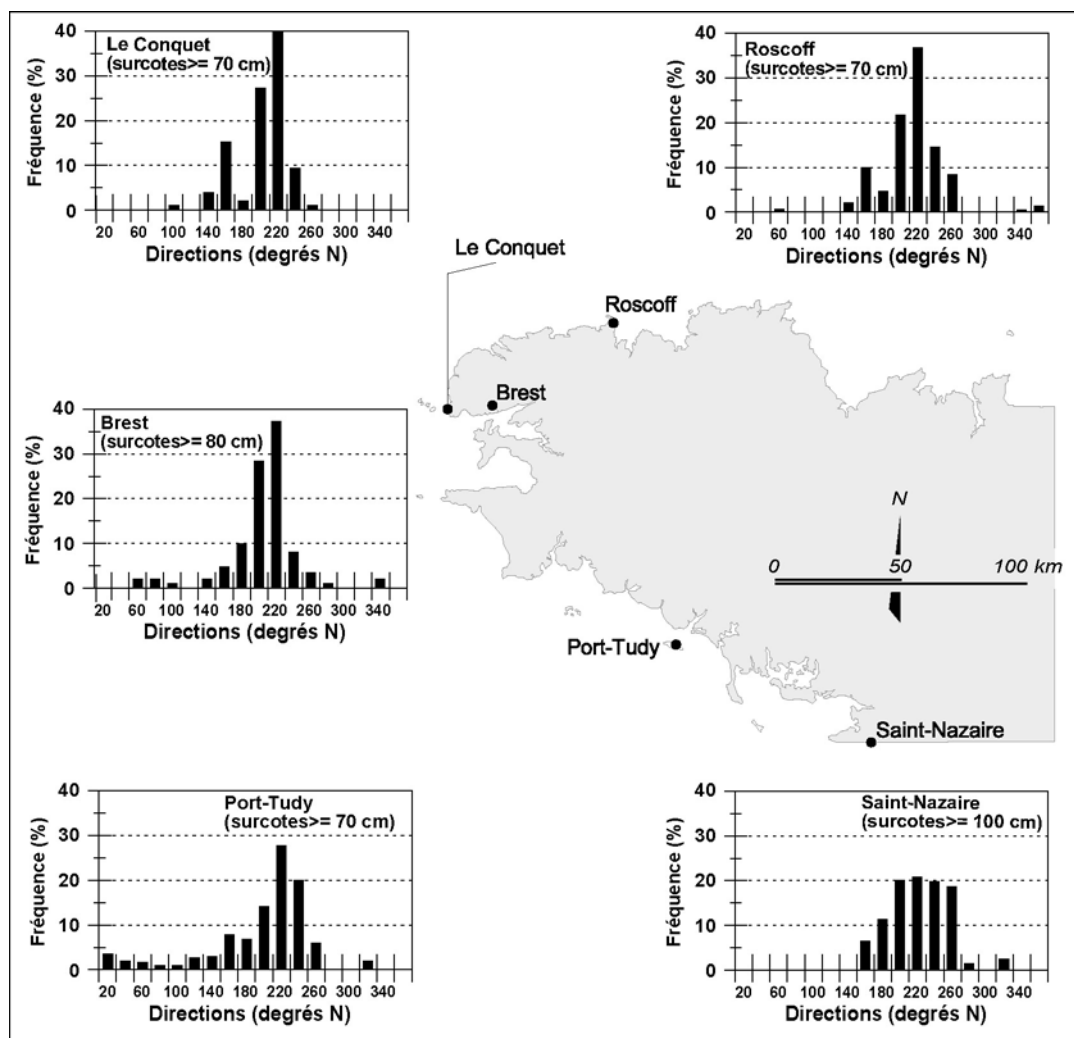 Le Conquet
(surcotes>= 70 cm)
Fréquence (%)
40
30
20
10
0
20 60 100 140 180 220 260 300 340
Directions (degrés N)
Roscoff
(surcotes>= 70 cm)
Fréquence (%)
40
30
20
10
0
20 60 100 140 180 220 260 300 340
Directions (degrés N)
Le Conquet
Roscoff
Brest
Brest
(surcotes>= 80 cm)
Fréquence (%)
40
30
20
10
0
20 60 100 140 180 220 260 300 340
Directions (degrés N)
N
0 50 100 km
Port-Tudy
Saint-Nazaire
Port-Tudy
(surcotes>= 70 cm)
Fréquence (%)
40
30
20
10
0
20 60 100 140 180 220 260 300 340
Directions (degrés N)
Saint-Nazaire
(surcotes>= 100 cm)
Fréquence (%)
40
30
20
10
0
20 60 100 140 180 220 260 300 340
Directions (degrés N)